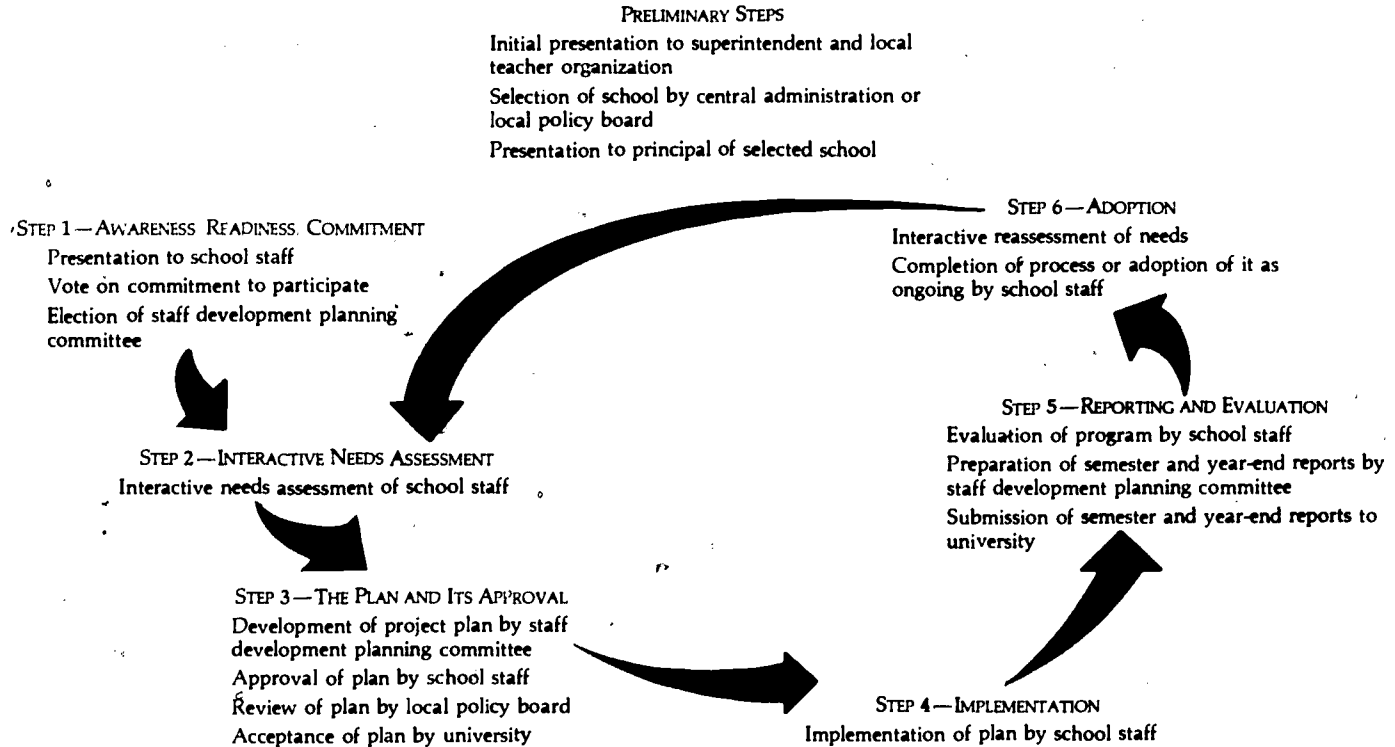 PRELIMINARY STEPS
Initial presentation to superintendent and local
teacher organization
Selection of school by central administration or
local policy board
Presentation to principal of selected school
STEP 1—AWARENESS READINESS, COMMITMENT
Presentation to school staff
Vote on commitment to participate
Election of staff development planning
committee
STEP 2—INTERACTIVE NEEDS ASSESSMENT
Interactive needs assessment of school staff
STEP 3—THE PLAN AND ITS APPROVAL
Development of project plan by staff
development planning committee
Approval of plan by school staff
Review of plan by local policy board
Acceptance of plan by university
STEP 4—IMPLEMENTATION
Implementation of plan by school staff
STEP 5—REPORTING AND EVALUATION
Evaluation of program by school staff
Preparation of semester and year-end reports by
staff development planning committee
Submission of semester and year-end reports to
university
STEP 6—ADOPTION
Interactive reassessment of needs
Completion of process or adoption of it as
ongoing by school staff